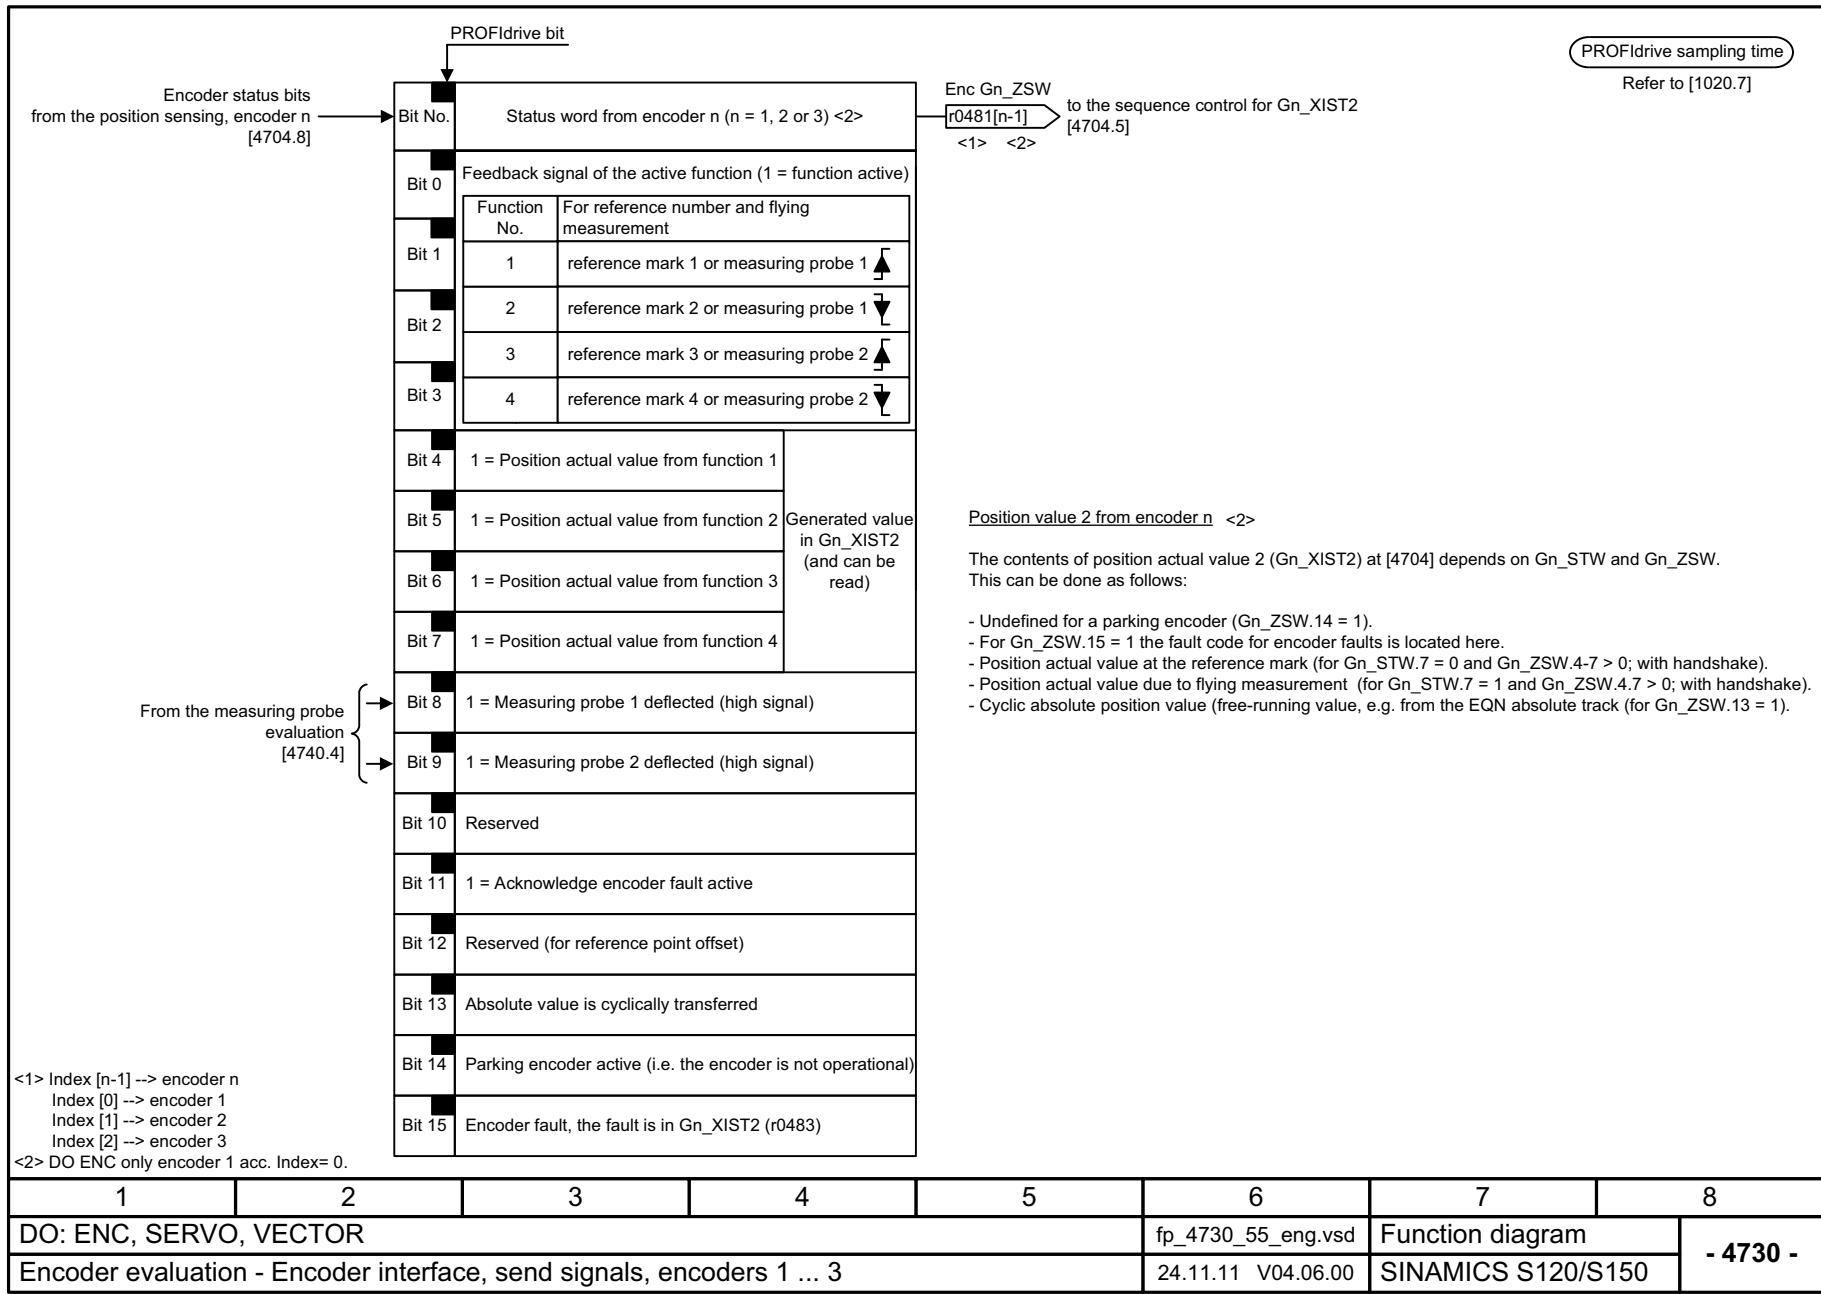 PROFIdrive bit
PROFIdrive sampling time
Refer to [1020.7]
Encoder status bits
from the position sensing, encoder n
[4704.8]
Bit No.
Status word from encoder n (n = 1, 2 or 3) <2>
Enc Gn_ZSW
r0481[n-1]
<1> <2>
to the sequence control for Gn_XIST2
[4704.5]
Bit 0
Bit 1
Bit 2
Bit 3
Feedback signal of the active function (1 = function active)
Function No.
For reference number and flying measurement
1 reference mark 1 or measuring probe 1
2 reference mark 2 or measuring probe 1
3 reference mark 3 or measuring probe 2
4 reference mark 4 or measuring probe 2
Bit 4 1 = Position actual value from function 1
Bit 5 1 = Position actual value from function 2
Bit 6 1 = Position actual value from function 3
Bit 7 1 = Position actual value from function 4
Generated value
in Gn_XIST2
(and can be
read)
From the measuring probe
evaluation
[4740.4]
Bit 8 1 = Measuring probe 1 deflected (high signal)
Bit 9 1 = Measuring probe 2 deflected (high signal)
Bit 10 Reserved
Bit 11 1 = Acknowledge encoder fault active
Bit 12 Reserved (for reference point offset)
Bit 13 Absolute value is cyclically transferred
Bit 14 Parking encoder active (i.e. the encoder is not operational)
Bit 15 Encoder fault, the fault is in Gn_XIST2 (r0483)
Position value 2 from encoder n <2>
The contents of position actual value 2 (Gn_XIST2) at [4704] depends on Gn_STW and Gn_ZSW.
This can be done as follows:
- Undefined for a parking encoder (Gn_ZSW.14 = 1).
- For Gn_ZSW.15 = 1 the fault code for encoder faults is located here.
- Position actual value at the reference mark (for Gn_STW.7 = 0 and Gn_ZSW.4-7 > 0; with handshake).
- Position actual value due to flying measurement (for Gn_STW.7 = 1 and Gn_ZSW.4.7 > 0; with handshake).
- Cyclic absolute position value (free-running value, e.g. from the EQN absolute track (for Gn_ZSW.13 = 1).
<1> Index [n-1] --> encoder n
Index [0] --> encoder 1
Index [1] --> encoder 2
Index [2] --> encoder 3
<2> DO ENC only encoder 1 acc. Index= 0.
1 2 3 4 5 6 7 8
DO: ENC, SERVO, VECTOR
fp_4730_55_eng.vsd
Function diagram
- 4730 -
Encoder evaluation - Encoder interface, send signals, encoders 1 ... 3
24.11.11 V04.06.00
SINAMICS S120/S150